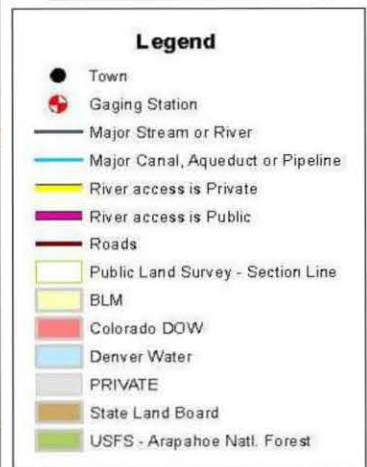 Legend
Town
Gaging Station
Major Stream or River
Major Canal, Aqueduct or Pipeline
River access is Private
River access is Public
Roads
Public Land Survey - Section Line
BLM
Colorado DOW
Denver Water
PRIVATE
State Land Board
USFS - Arapahoe Natl. Forest